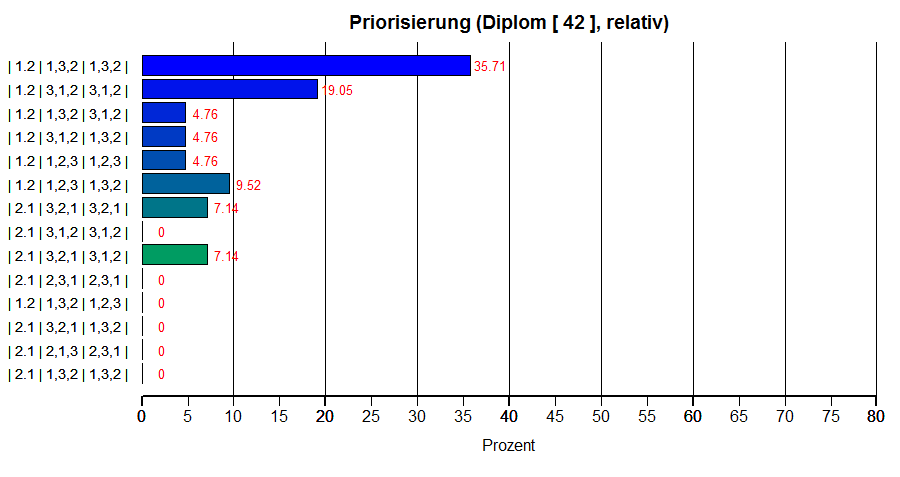 Priorisierung (Diplom [ 42 ], relativ)
| 1.2 | 1,3,2 | 1,3,2 | 35.71
| 1.2 | 3,1,2 | 3,1,2 | 19.05
| 1.2 | 1,3,2 | 3,1,2 | 4.76
| 1.2 | 3,1,2 | 1,3,2 | 4.76
| 1.2 | 1,2,3 | 1,2,3 | 4.76
| 1.2 | 1,2,3 | 1,3,2 | 9.52
| 2.1 | 3,2,1 | 3,2,1 | 7.14
| 2.1 | 3,1,2 | 3,1,2 | 0
| 2.1 | 3,2,1 | 3,1,2 | 7.14
| 2.1 | 2,3,1 | 2,3,1 | 0
| 1.2 | 1,3,2 | 1,2,3 | 0
| 2.1 | 3,2,1 | 1,3,2 | 0
| 2.1 | 2,1,3 | 2,3,1 | 0
| 2.1 | 1,3,2 | 1,3,2 | 0
0 5 10 15 20 25 30 35 40 45 50 55 60 65 70 75 80
Prozent